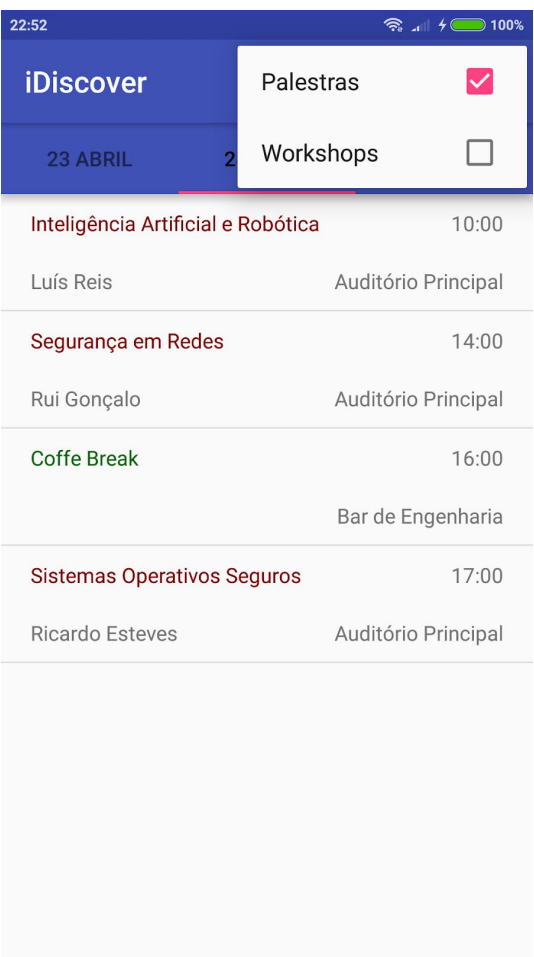 22:52
100%
iDiscover
Palestras
Workshops
23 ABRIL
2
Inteligência Artificial e Robótica
10:00
Luís Reis
Auditório Principal
Segurança em Redes
14:00
Rui Gonçalo
Auditório Principal
Coffe Break
16:00
Bar de Engenharia
Sistemas Operativos Seguros
17:00
Ricardo Esteves
Auditório Principal